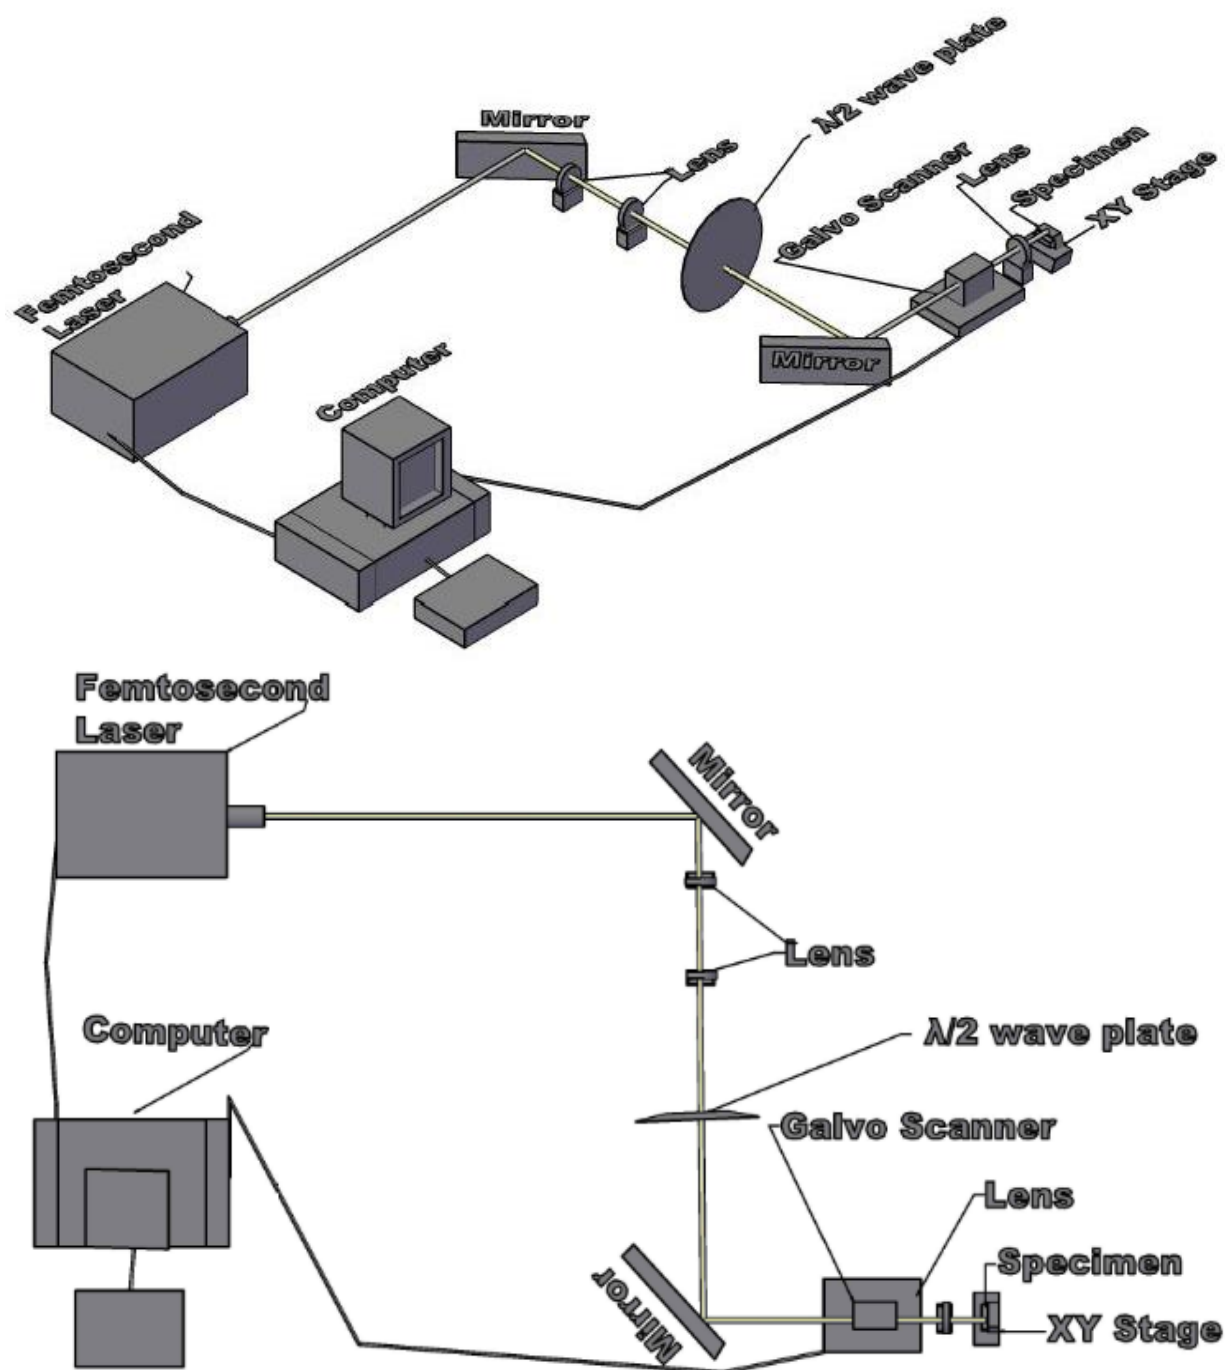 Mirror
λ/2 wave plate
Lens
Galvo Scanner
Lens
Specimen
XY Stage
Femtosecond
Laser
Mirror
Computer
Femtosecond
Laser
Mirror
Lens
Computer
λ/2 wave plate
Galvo Scanner
Lens
Specimen
Mirror
XY Stage